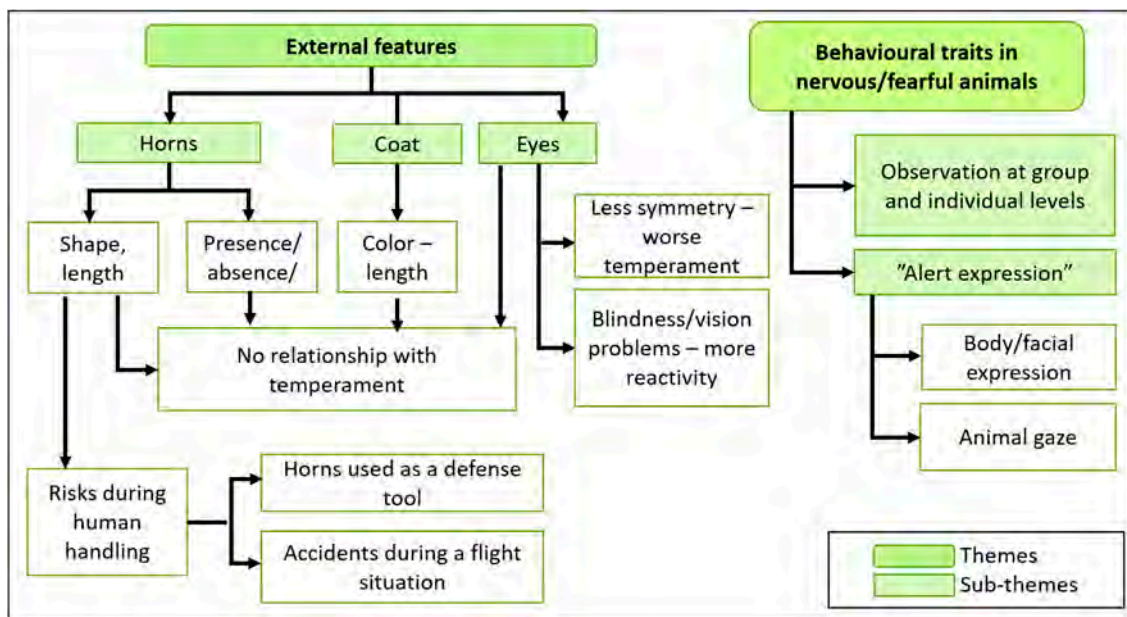 External features
Horns
Coat
Eyes
Shape,
length
Presence/
absence/
Color –
length
Less symmetry –
worse
temperament
Blindness/vision
problems – more
reactivity
No relationship with
temperament
Risks during
human
handling
Horns used as a defense
tool
Accidents during a flight
situation
Behavioural traits in
nervous/fearful animals
Observation at group
and individual levels
”Alert expression”
Body/facial
expression
Animal gaze
Themes
Sub-themes